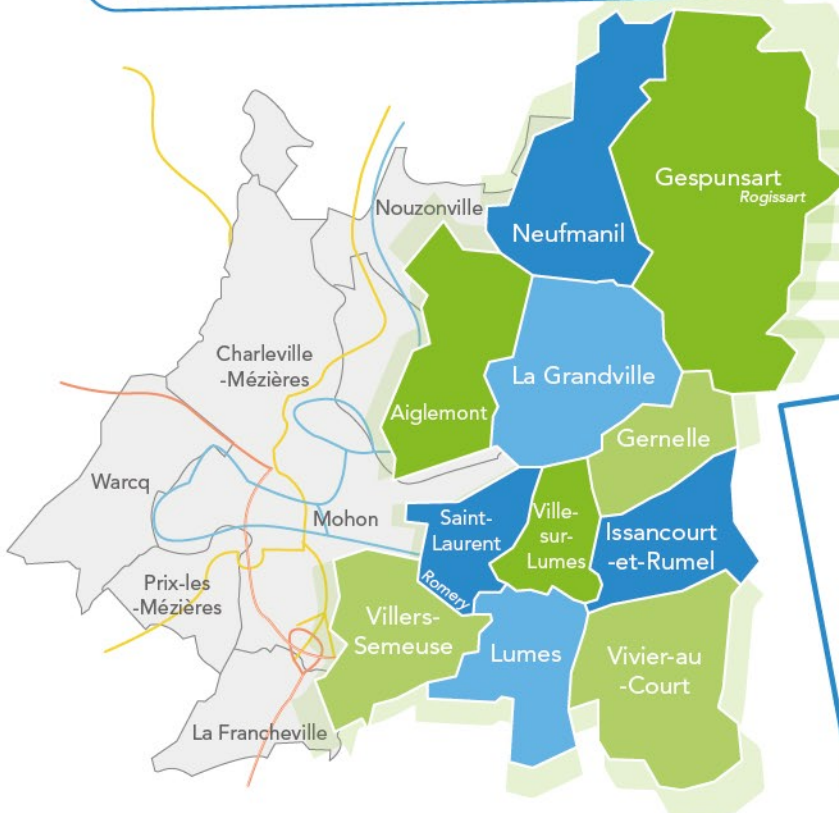 Nouzonville
Gespunsart
Rogissart
Neufmanil
Charleville
-Mézières
La Grandville
Aiglemont
Gernelle
Warcq
Mohon
Saint-
Laurent
Romery
Ville-
sur-
Lumes
Issancourt
-et-Rumel
Prix-les
-Mézières
Villers-
Semeuse
Lumes
Vivier-au
-Court
La Francheville